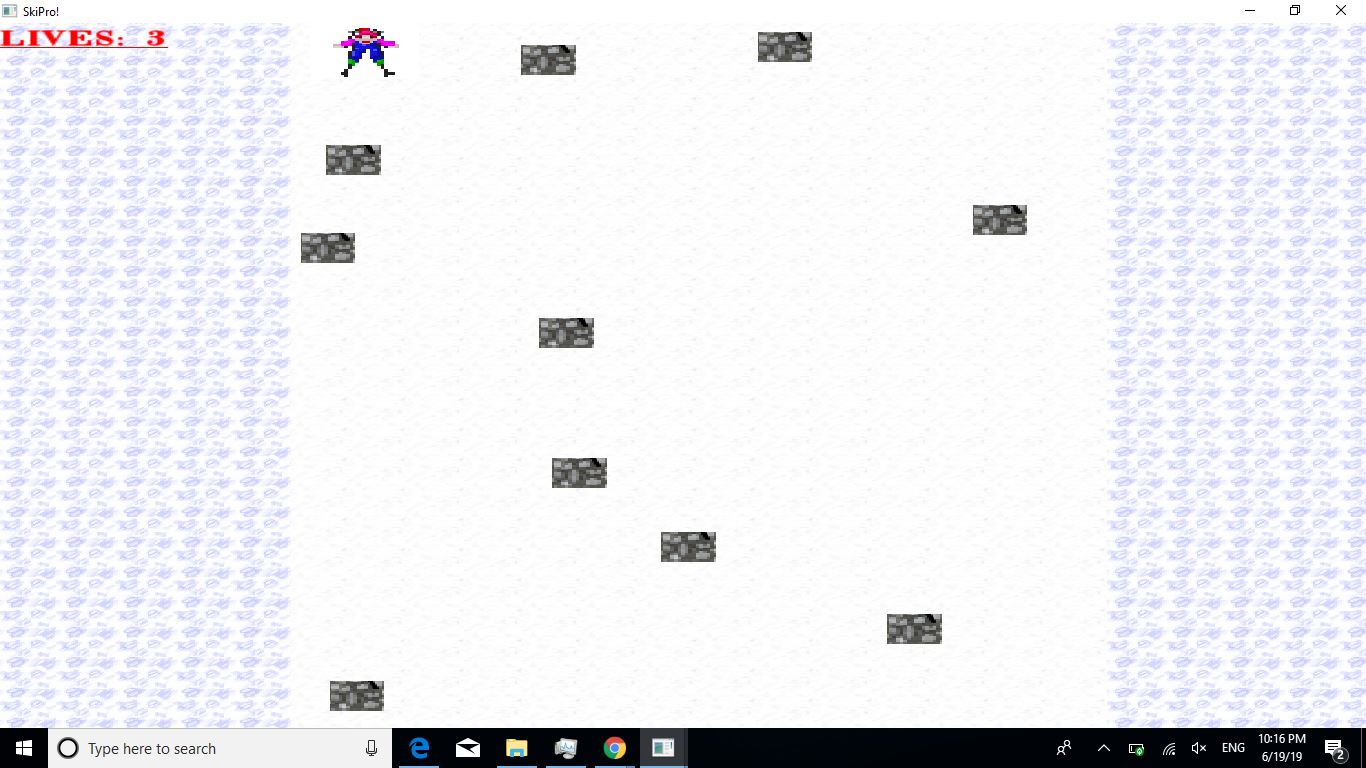 SkiPro!
LIVES: 3
Type here to search
ENG
10:16 PM
6/19/19
2